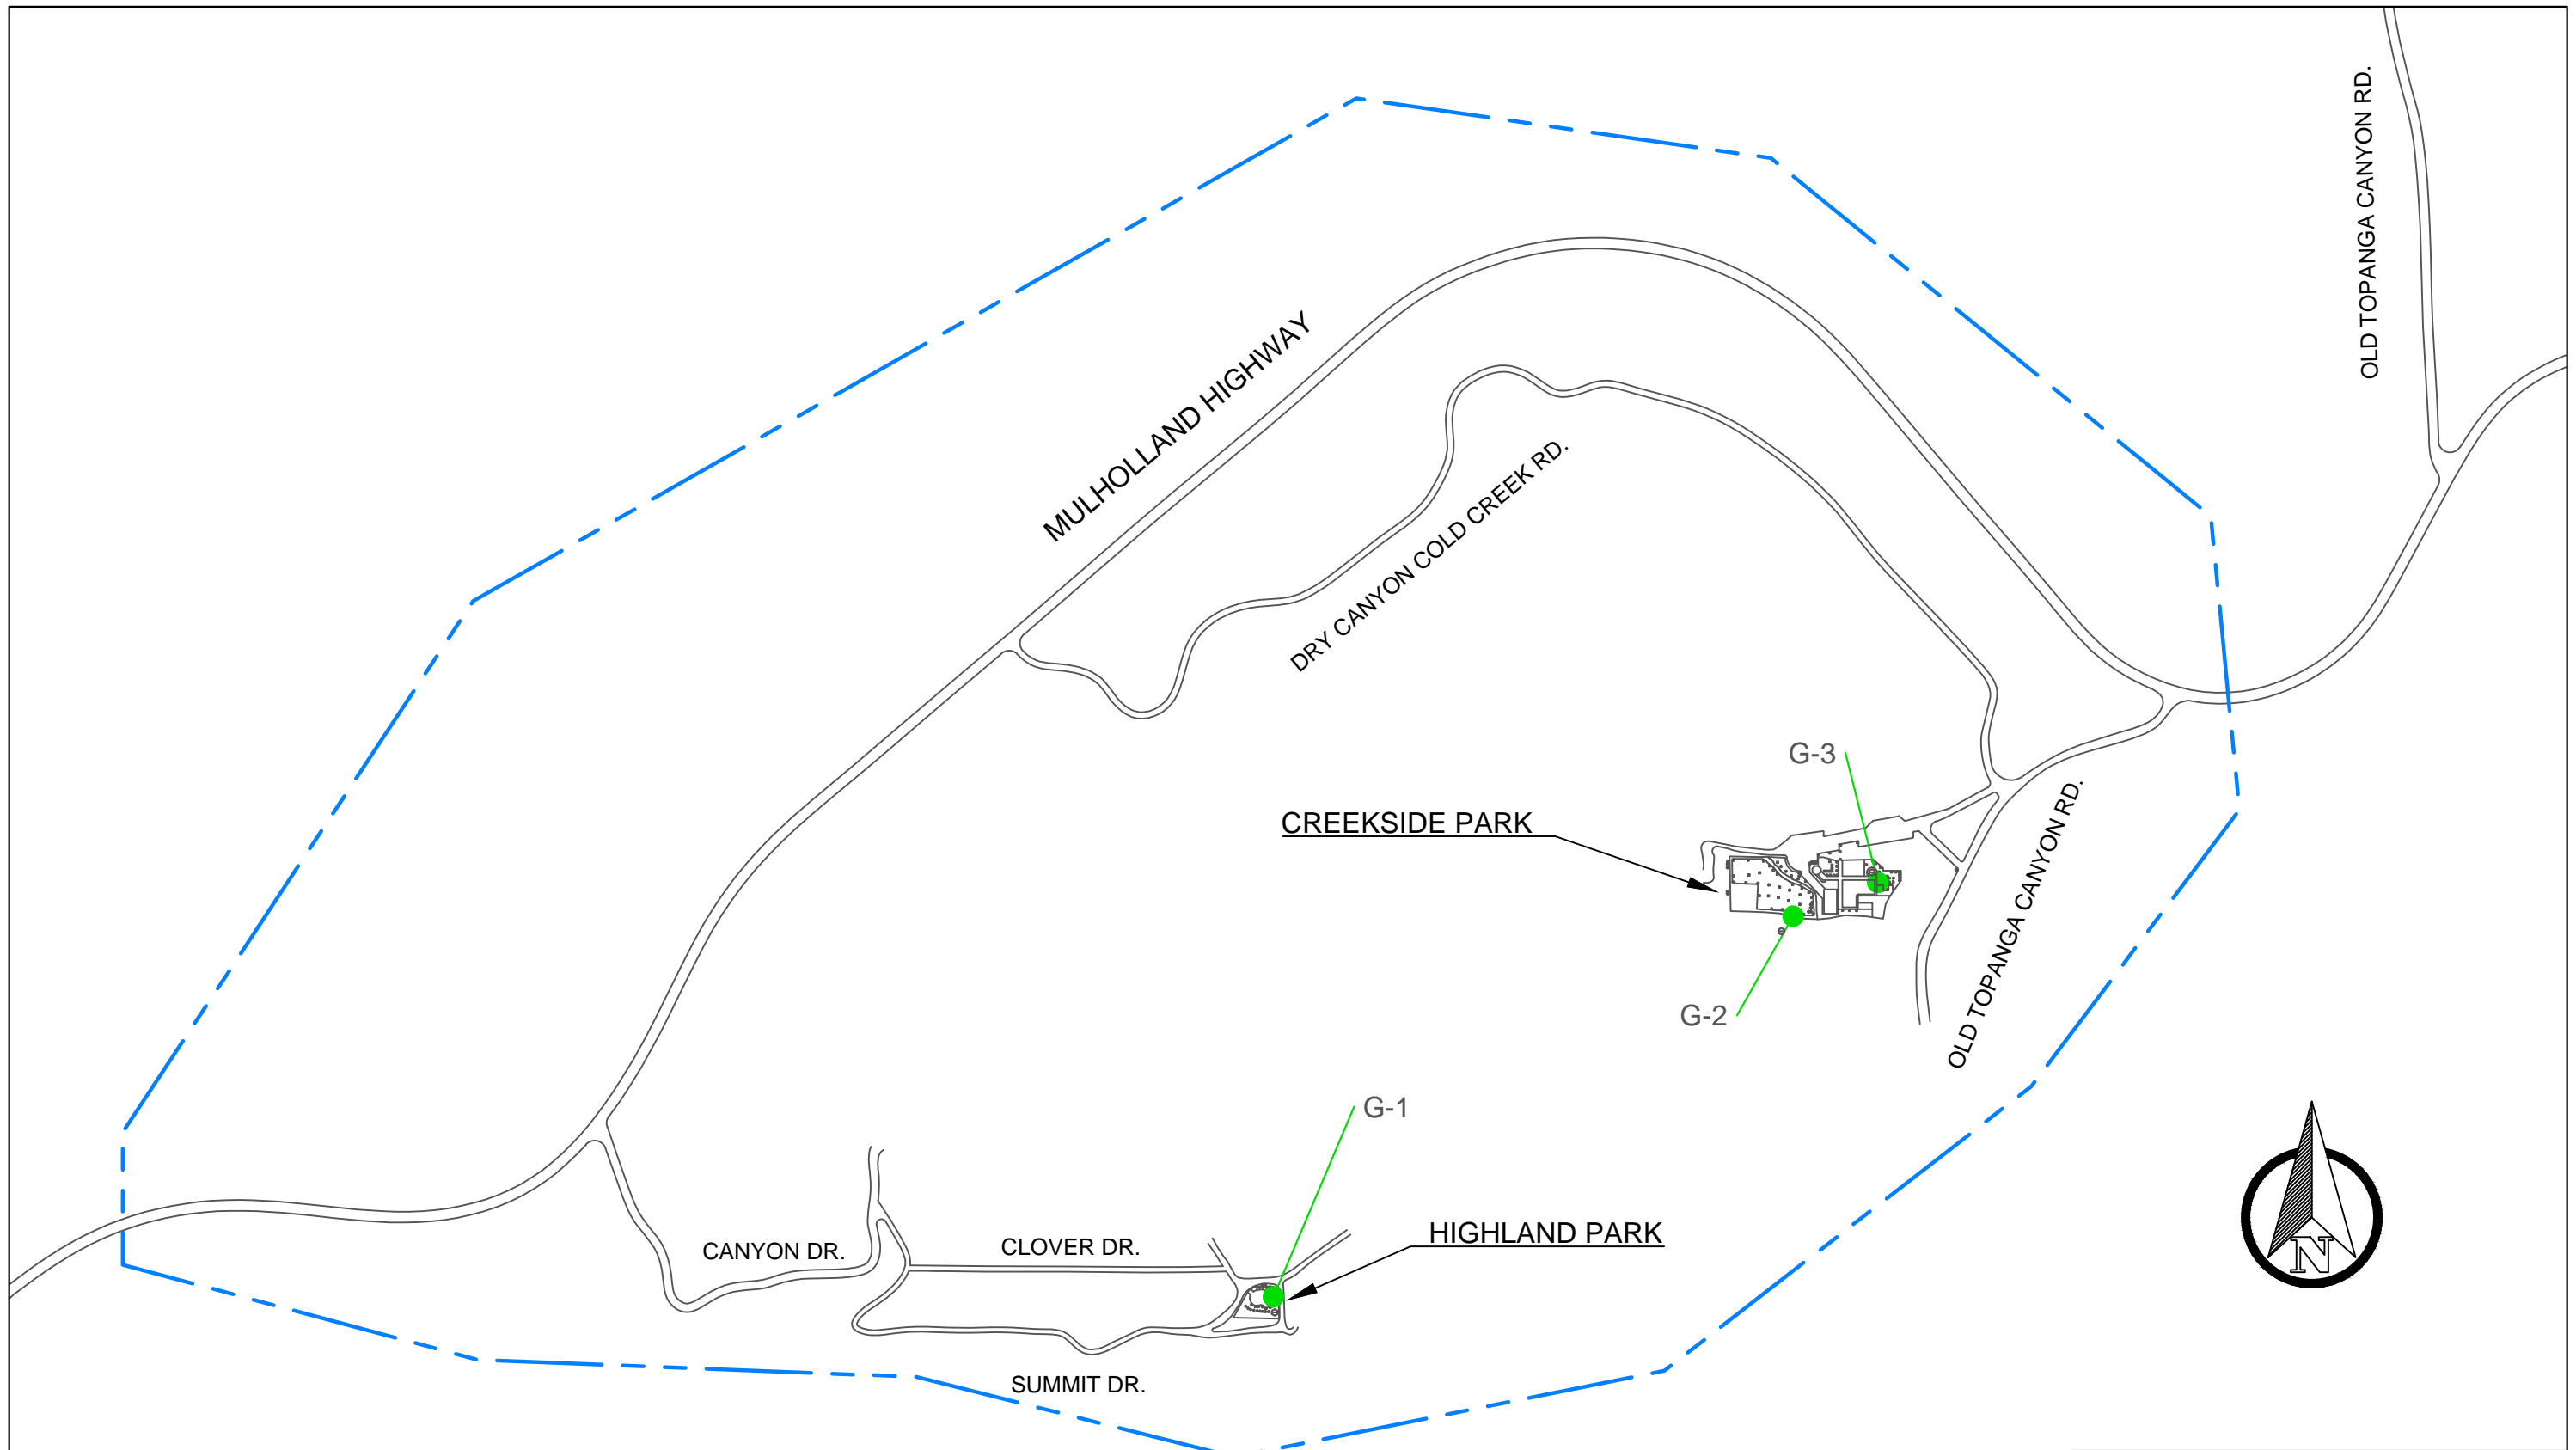 OLD TOPANGA CANYON RD.
MULHOLLAND HIGHWAY
DRY CANYON COLD CREEK RD.
G-3
CREEKSIDE PARK
OLD TOPANGA CANYON RD.
G-2
G-1
HIGHLAND PARK
CANYON DR.
CLOVER DR.
N
SUMMIT DR.